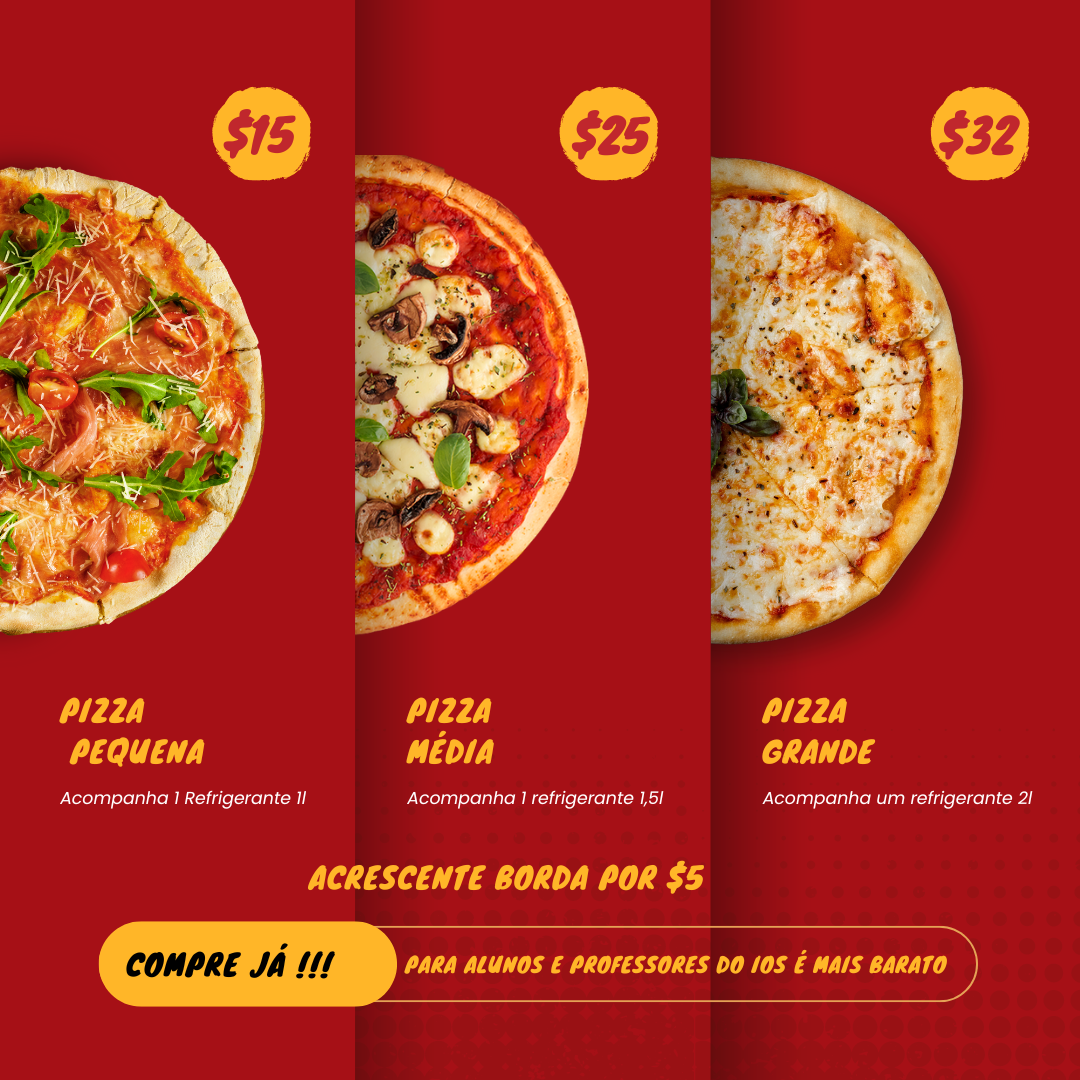 $15
$25
$32
PIZZA
PEQUENA
Acompanha 1 Refrigerante 1l
PIZZA
MÉDIA
Acompanha 1 refrigerante 1,5l
PIZZA
GRANDE
Acompanha um refrigerante 2l
ACRESCENTE BORDA POR $5
COMPRE JÁ !!!
PARA ALUNOS E PROFESSORES DO IOS É MAIS BARATO